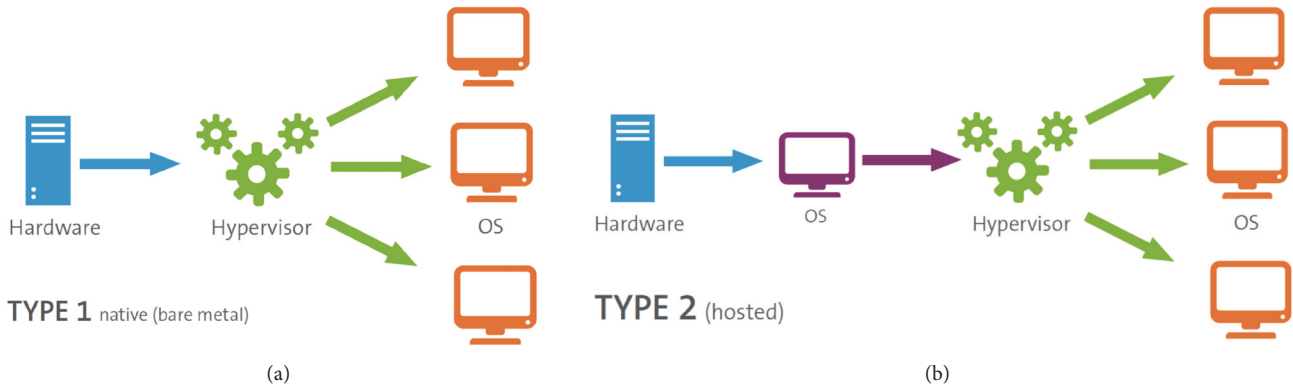 Hardware
Hypervisor
OS
TYPE 1 native (bare metal)
(a)
Hardware
OS
Hypervisor
OS
TYPE 2 (hosted)
(b)